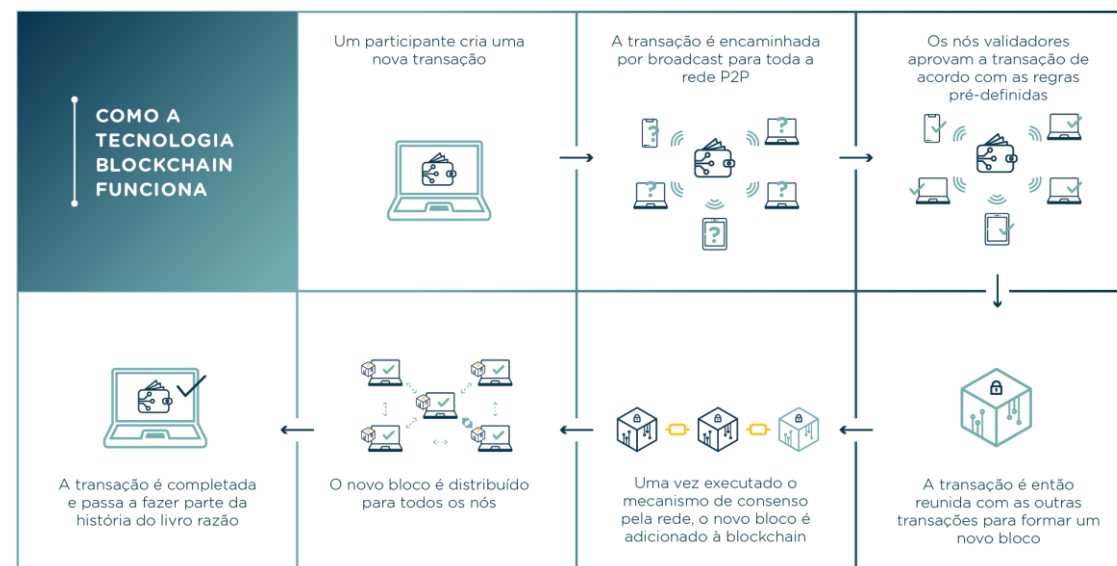 COMO A
TECNOLOGIA
BLOCKCHAIN
FUNCIONA
Um participante cria uma
nova transação
A transação é encaminhada
por broadcast para toda a
rede P2P
Os nós validadores
aprovam a transação de
acordo com as regras
pré-definidas
A transação é então
reunida com as outras
transações para formar um
novo bloco
Uma vez executado o
mecanismo de consenso
pela rede, o novo bloco é
adicionado à blockchain
O novo bloco é distribuído
para todos os nós
A transação é completada
e passa a fazer parte da
história do livro razão